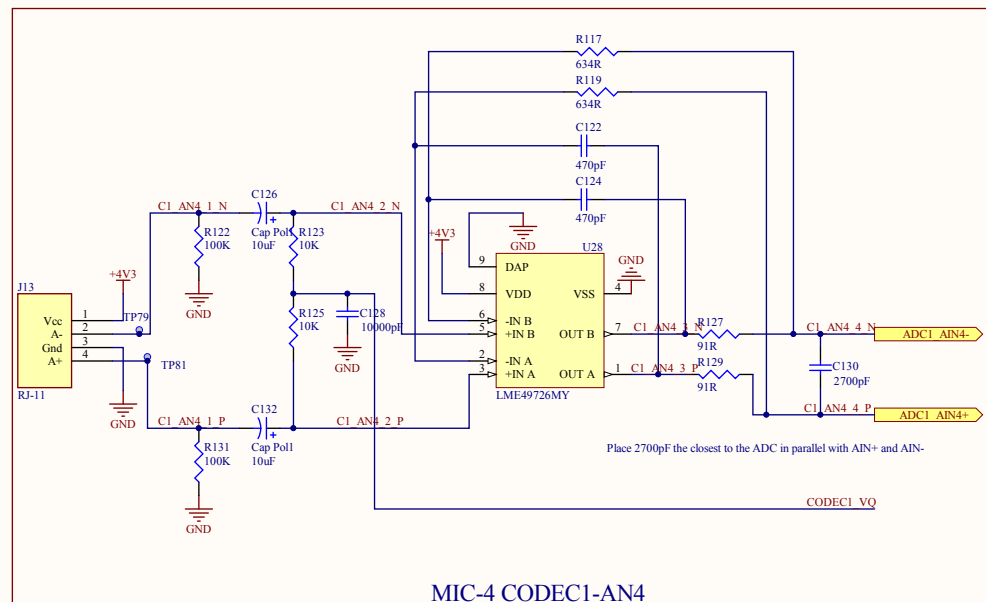 R117
634R
R119
634R
C122
470pF
C124
470pF
C1_AN4_1_N
C126
Cap Pol1
10uF
C1_AN4_2_N
R122
100K
R123
10K
GND
+4V3
GND
U28
GND
9 DAP
8 VDD
VSS 4
6 -IN B
5 +IN B
OUT B 7
2 -IN A
3 +IN A
OUT A 1
LME49726MY
C1_AN4_3_N
R127
91R
C1_AN4_4_N
ADC1_AIN4-
C1_AN4_3_P
R129
91R
C130
2700pF
C1_AN4_4_P
ADC1_AIN4+
+4V3
J13
Vcc 1
A- 2
Gnd 3
A+ 4
RJ-11
TP79
TP81
GND
R125
10K
C128
10000pF
GND
C1_AN4_1_P
C132
Cap Pol1
10uF
C1_AN4_2_P
R131
100K
GND
Place 2700pF the closest to the ADC in parallel with AIN+ and AIN-
CODEC1_VQ
MIC-4 CODEC1-AN4